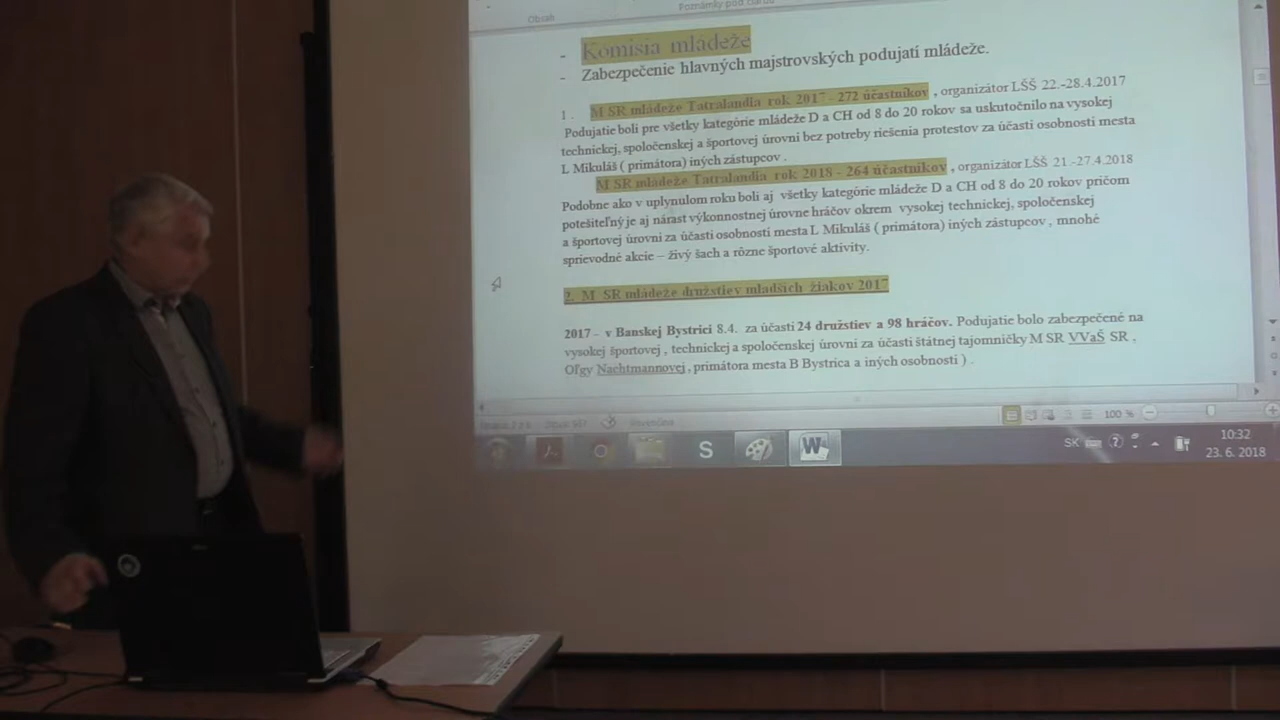 Obsah
Poznámky pod čiarou
- Komisia mládeže
- Zabezpečenie hlavných majstrovských podujatí mládeže.
1 . M SR mládeže Tatralandia rok 2017 - 272 účastníkov , organizátor LŠŠ 22.-28.4.2017
Podujatie boli pre všetky kategórie mládeže D a CH od 8 do 20 rokov sa uskutočnilo na vysokej
technickej, spoločenskej a športovej úrovni bez potreby riešenia protestov za účasti osobnosti mesta
L Mikuláš ( primátora) iných zástupcov .
M SR mládeže Tatralandia rok 2018 - 264 účastníkov , organizátor LŠŠ 21.-27.4.2018
Podobne ako v uplynulom roku boli aj všetky kategórie mládeže D a CH od 8 do 20 rokov pričom
potešiteľný je aj nárast výkonnostnej úrovne hráčov okrem vysokej technickej, spoločenskej
a športovej úrovni za účasti osobnosti mesta L Mikuláš ( primátora) iných zástupcov , mnohé
sprievodné akcie – živý šach a rôzne športové aktivity.
2. M SR mládeže družstiev mladších žiakov 2017
2017 - v Banskej Bystrici 8.4. za účasti 24 družstiev a 98 hráčov. Podujatie bolo zabezpečené na
vysokej športovej , technickej a spoločenskej úrovni za účasti štátnej tajomničky M SR VVaŠ SR .
Oľgy Nachtmannovej , primátora mesta B Bystrica a iných osobnosti ) .
Slovenčina
100 %
S W SK 10:32
23. 6. 2018